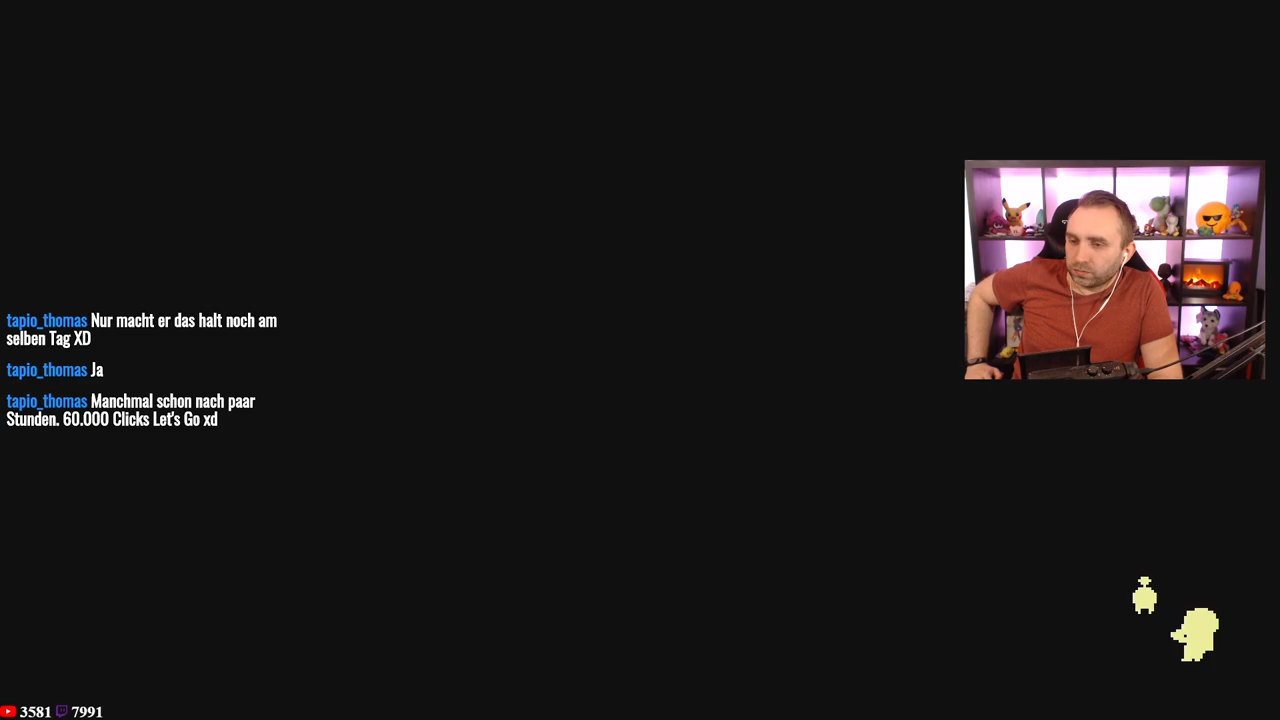 tapio_thomas Nur macht er das halt noch am
selben Tag XD
tapio_thomas Ja
tapio_thomas Manchmal schon nach paar
Stunden. 60.000 Clicks Let's Go xd
3581 7991